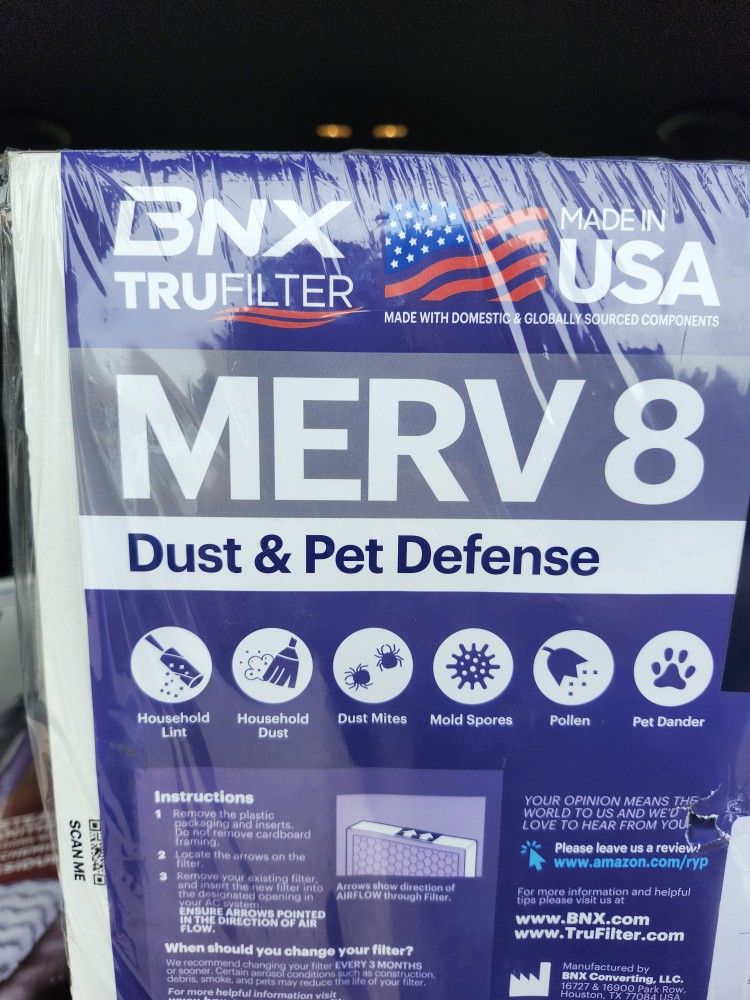 BNX
TRUFILTER
MADE IN
USA
MADE WITH DOMESTIC & GLOBALLY SOURCED COMPONENTS
MERV 8
Dust & Pet Defense
Household
Lint
Household
Dust
Dust Mites
Mold Spores
Pollen
Pet Dander
SCAN ME
Instructions
1 Remove the plastic
packaging and inserts.
Do not remove cardboard
framing.
2 Locate the arrows on the
filter.
3 Remove your existing filter,
and insert the new filter into
the designated opening in
your AC system.
ENSURE ARROWS POINTED
IN THE DIRECTION OF AIR
FLOW.
Arrows show direction of
AIRFLOW through Filter.
When should you change your filter?
We recommend changing your filter EVERY 3 MONTHS
or sooner. Certain aerosol conditions such as construction,
debris, smoke, and pets may reduce the life of your filter.
For more helpful information visit
YOUR OPINION MEANS THE
WORLD TO US AND WE'D
LOVE TO HEAR FROM YOU
Please leave us a review!
www.amazon.com/ryp
For more information and helpful
tips please visit us at
www.BNX.com
www.TruFilter.com
Manufactured by
BNX Converting, LLC.
16727 & 16900 Park Row,
Houston, TX 77084 USA